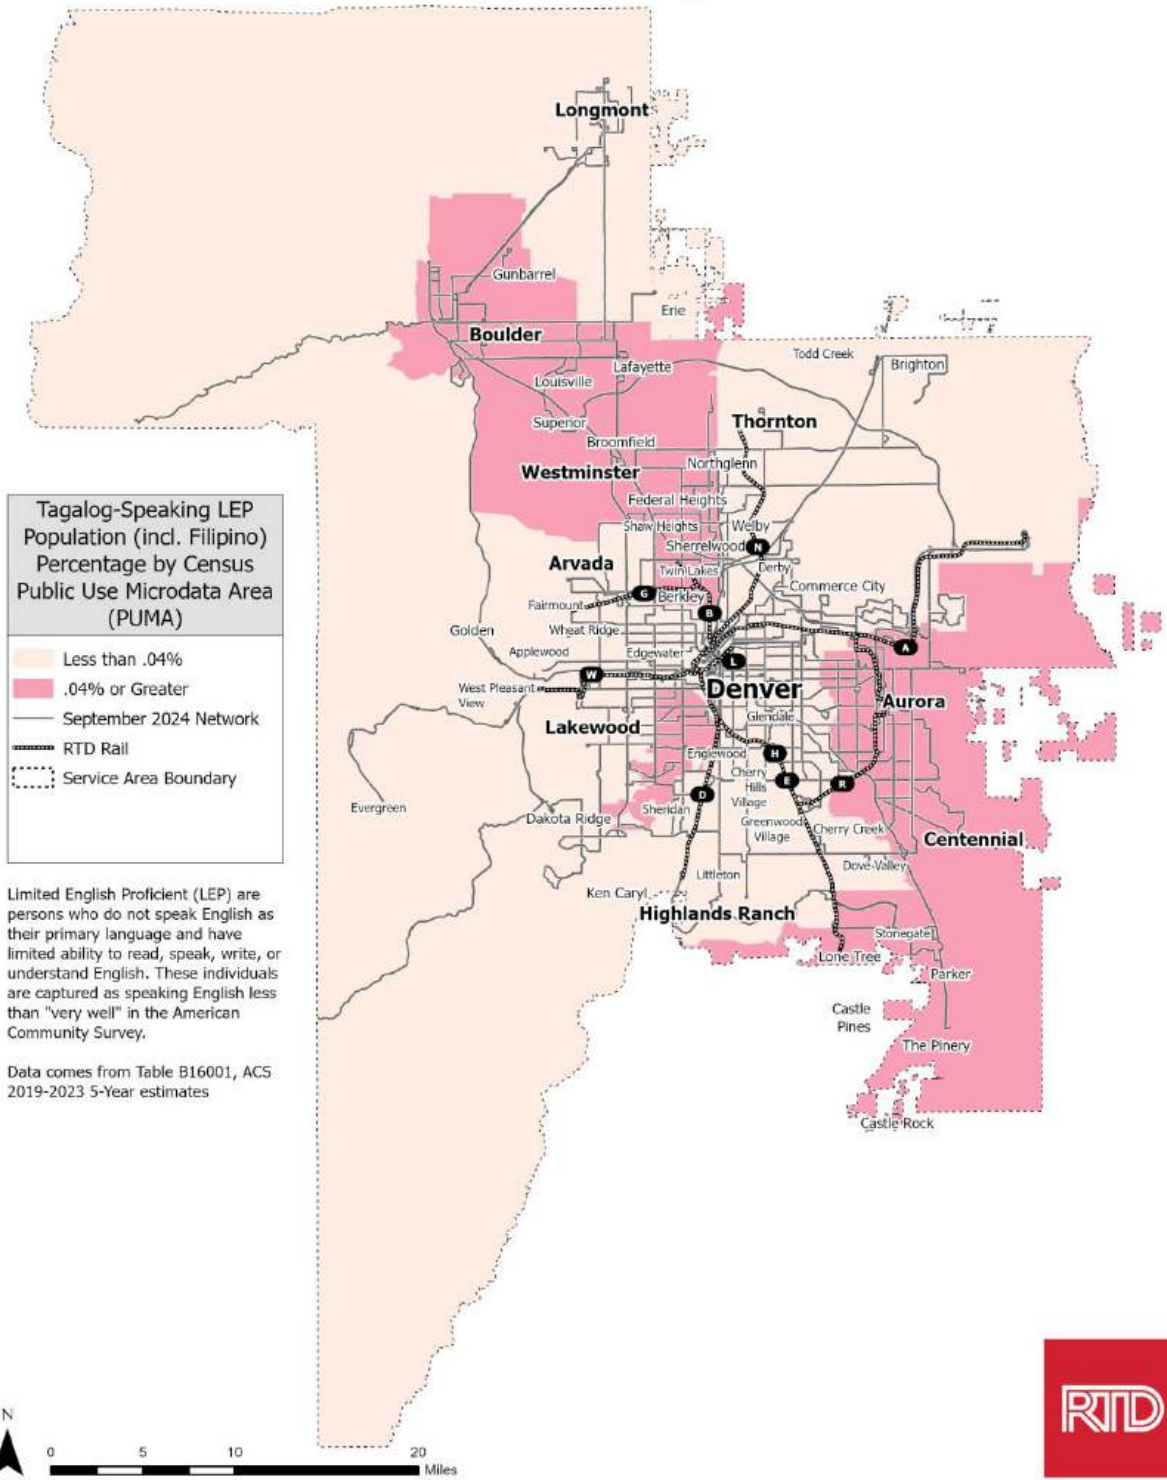 Longmont
Gunbarrel
Erie
Boulder
Todd Creek
Brighton
Lafayette
Louisville
Superior
Thornton
Broomfield
Northglenn
Westminster
Federal Heights
Shaw Heights
Welby
Sherrelwood
N
Arvada
Twin Lakes
Derby
Commerce City
G
Berkley
Fairmount
B
Golden
Wheat Ridge
Applewood
Edgewater
A
L
W
West Pleasant
View
Denver
Aurora
Lakewood
Glendale
Englewood
H
Cherry
Hills
Village
E
R
D
Evergreen
Sheridan
Dakota Ridge
Greenwood
Village
Cherry Creek
Centennial
Dove Valley
Littleton
Ken Caryl
Highlands Ranch
Stonegate
Lone Tree
Parker
Castle
Pines
The Pinery
Castle Rock
Tagalog-Speaking LEP
Population (incl. Filipino)
Percentage by Census
Public Use Microdata Area
(PUMA)
Less than .04%
.04% or Greater
September 2024 Network
RTD Rail
Service Area Boundary
Limited English Proficient (LEP) are
persons who do not speak English as
their primary language and have
limited ability to read, speak, write, or
understand English. These individuals
are captured as speaking English less
than "very well" in the American
Community Survey.
Data comes from Table B16001, ACS
2019-2023 5-Year estimates
N
0 5 10 20
Miles
RTD